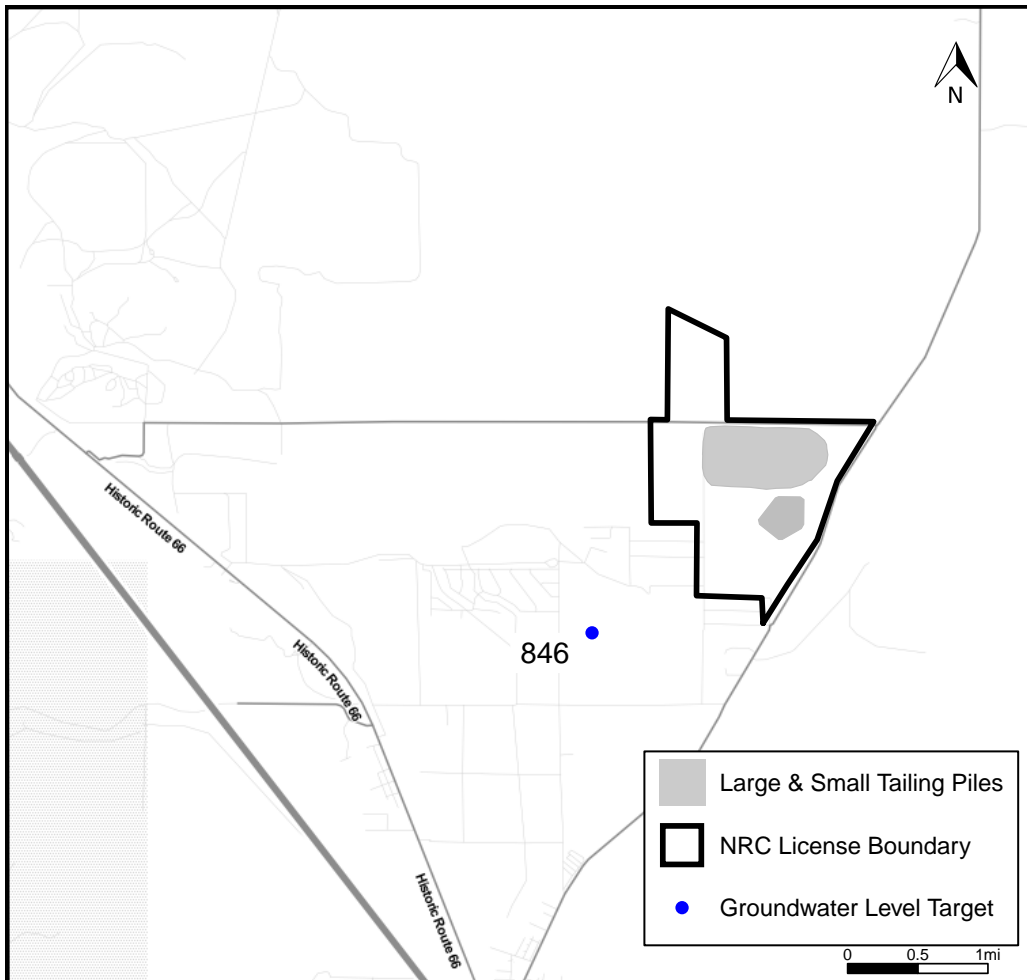 N
Historic Route 66
Historic Route 66
846
Historic Route 66
Large & Small Tailing Piles
NRC License Boundary
Groundwater Level Target
0 0.5 1mi